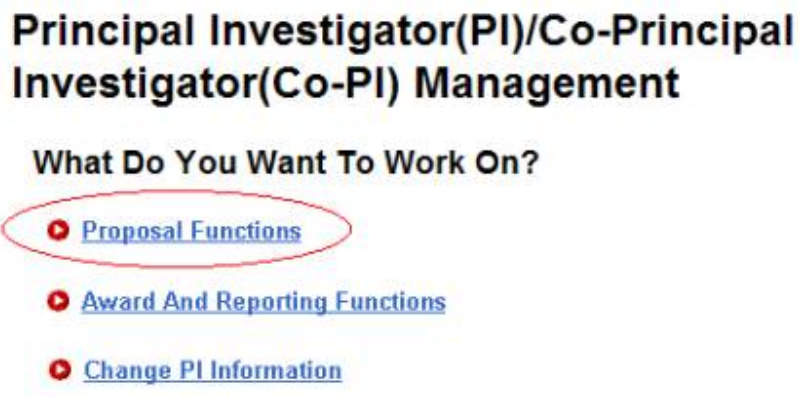 Principal Investigator(PI)/Co-Principal
Investigator(Co-PI) Management
What Do You Want To Work On?
Proposal Functions
Award And Reporting Functions
Change PI Information